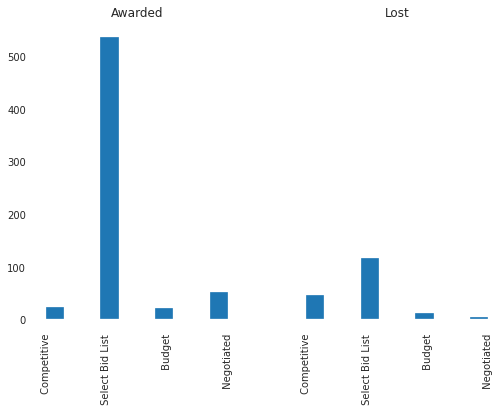 Awarded
Lost
500
400
300
200
100
0
Competitive
Select Bid List
Budget
Negotiated
Competitive
Select Bid List
Budget
Negotiated